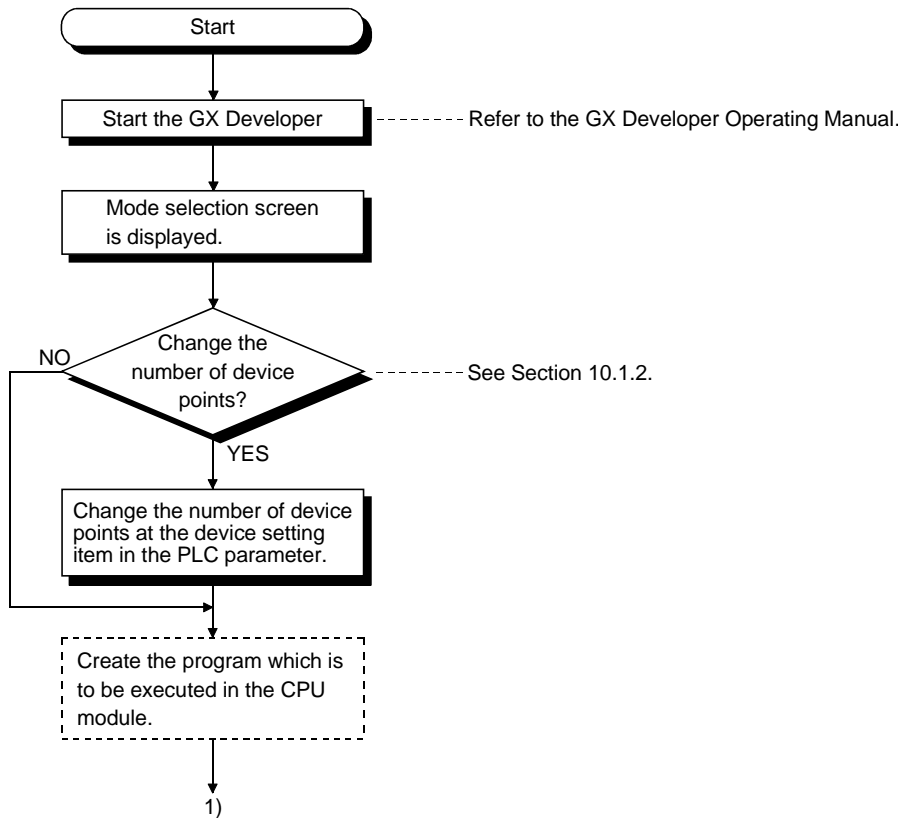 Start
Start the GX Developer
Refer to the GX Developer Operating Manual.
Mode selection screen
is displayed.
Change the
number of device
points?
NO
See Section 10.1.2.
YES
Change the number of device
points at the device setting
item in the PLC parameter.
Create the program which is
to be executed in the CPU
module.
1)